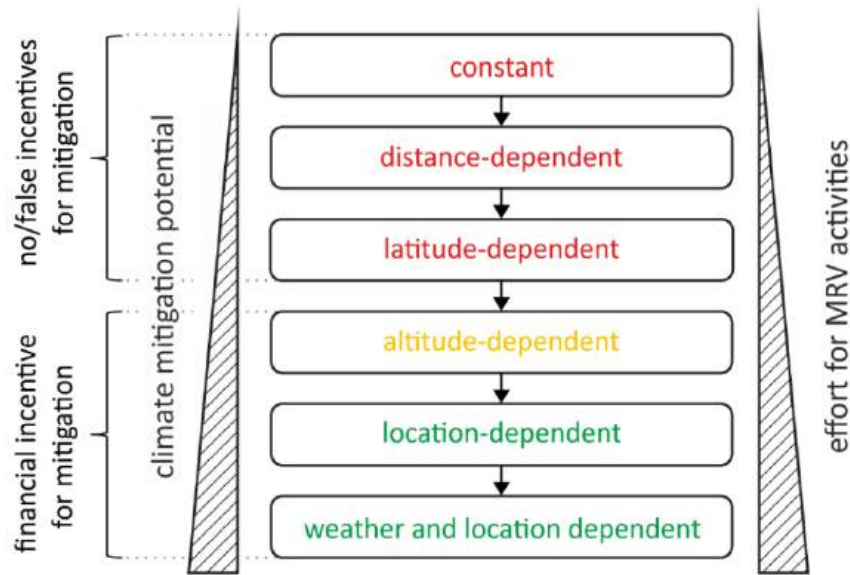 no/false incentives
for mitigation
financial incentive
for mitigation
climate mitigation potential
constant
distance-dependent
latitude-dependent
altitude-dependent
location-dependent
weather and location dependent
effort for MRV activities